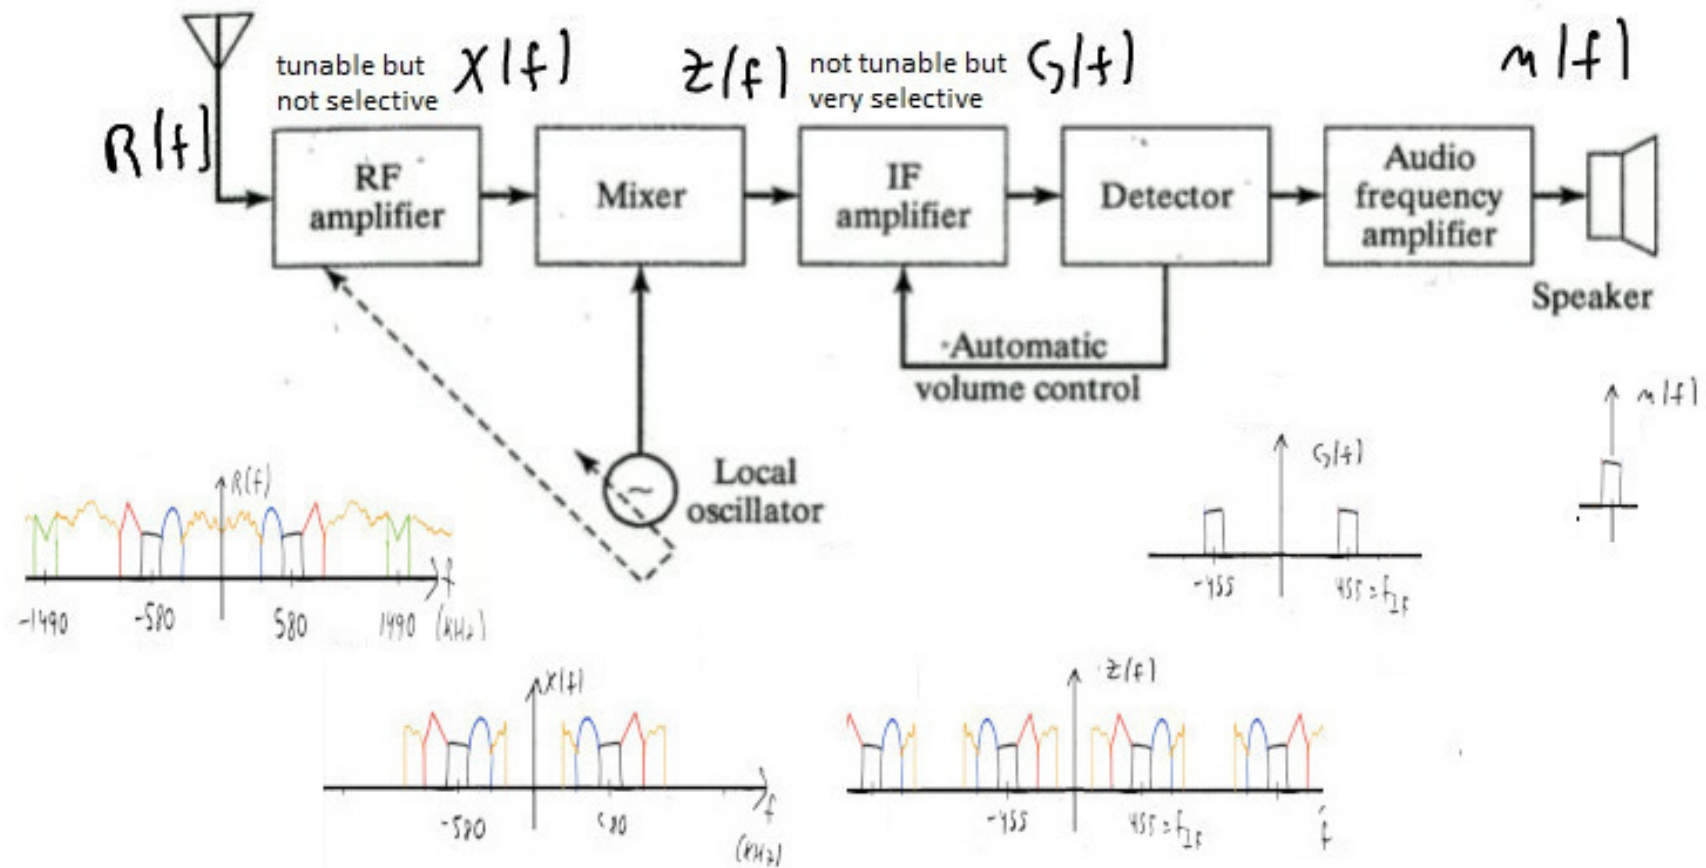 tunable but
not selective
X(f)
Z(f)
not tunable but
very selective
G(f)
M(f)
R(f)
RF
amplifier
Mixer
IF
amplifier
Detector
Audio
frequency
amplifier
Speaker
Automatic
volume control
Local
oscillator
~
R(f)
-1490
-580
580
1490
f
(KHz)
X(f)
-580
580
f
(KHz)
Z(f)
-455
455=fIF
f
G(f)
-455
455=fIF
M(f)